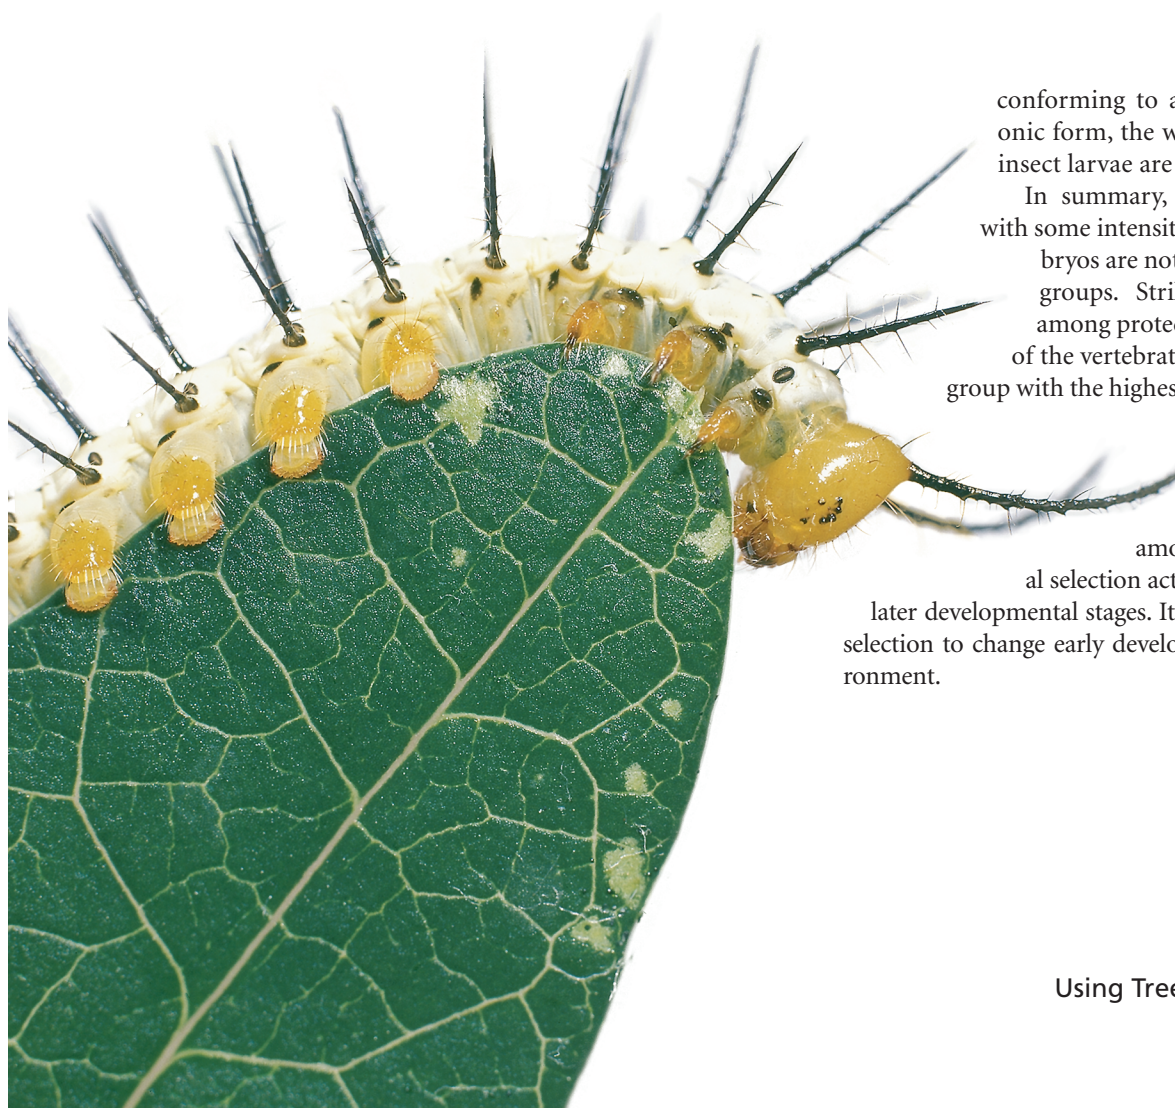 conforming to a
onic form, the w
insect larvae are
In summary,
with some intensit
bryos are not
groups. Stri
among prote
of the vertebrat
group with the highes
amo
al selection act
later developmental stages. It
selection to change early develo
ronment.
Using Tree